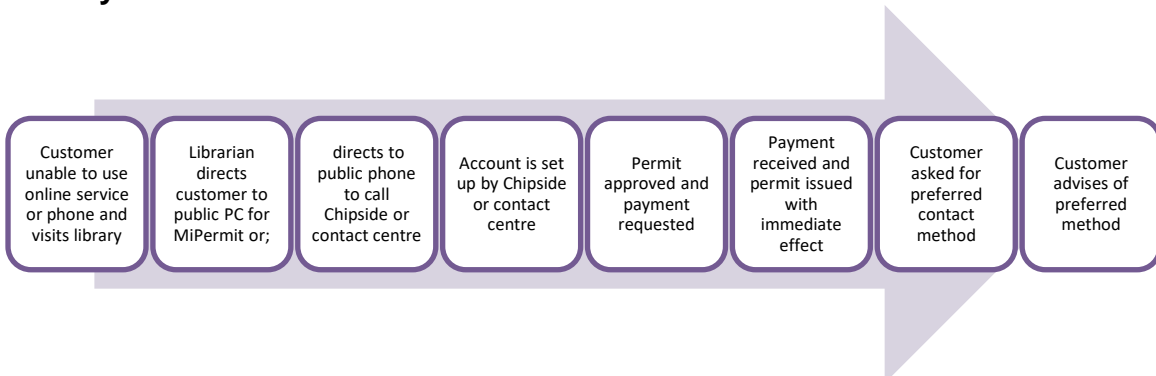 Customer
unable to use
online service
or phone and
visits library
Librarian
directs
customer to
public PC for
MiPermit or;
directs to
public phone
to call
Chipside or
contact centre
Account is set
up by Chipside
or contact
centre
Permit
approved and
payment
requested
Payment
received and
permit issued
with
immediate
effect
Customer
asked for
preferred
contact
method
Customer
advises of
preferred
method